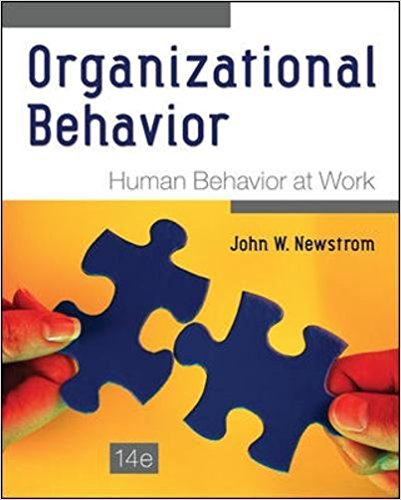 Organizational
Behavior
Human Behavior at Work
John W. Newstrom
14e